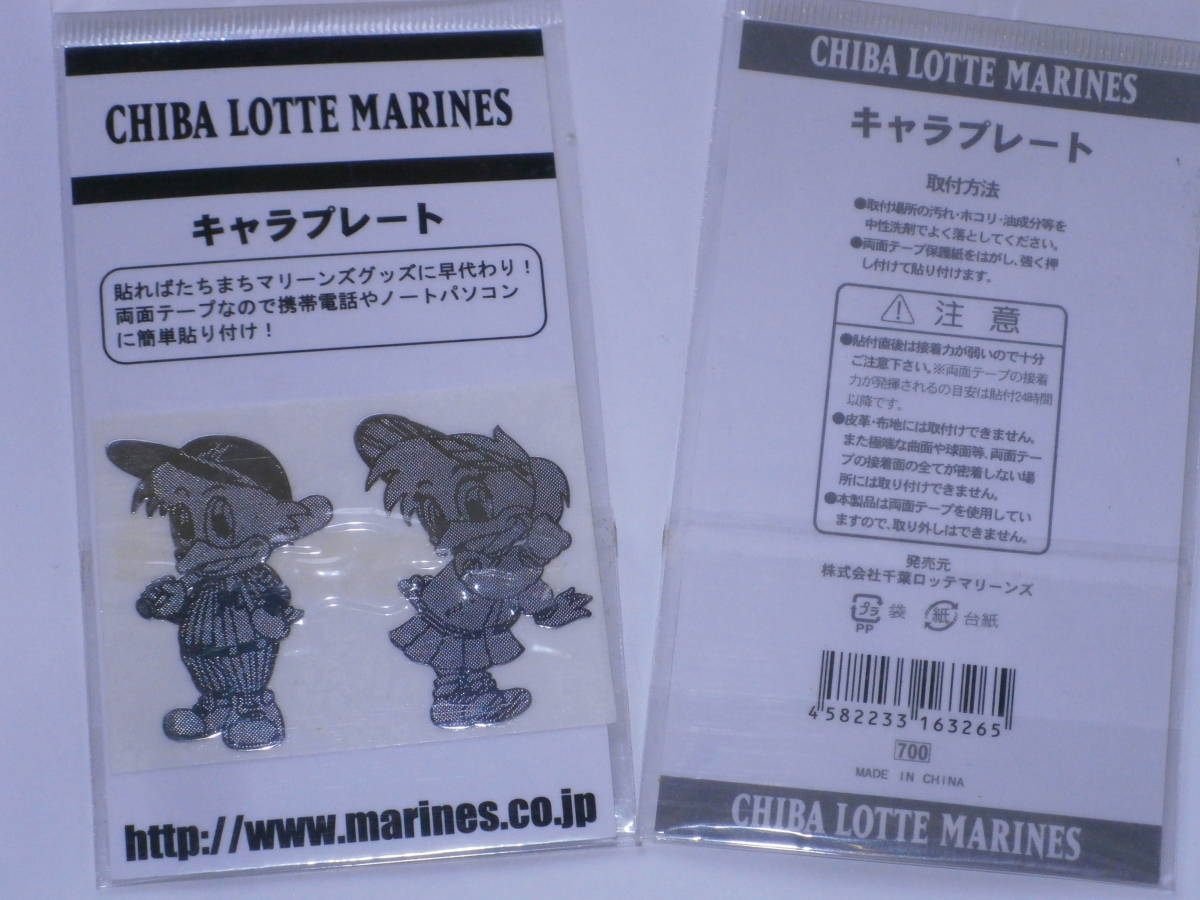 CHIBA LOTTE MARINES
キャラプレート
貼ればたちまちマリーンズグッズに早代わり！
両面テープなので携帯電話やノートパソコン
に簡単貼り付け！
http://www.marines.co.jp
CHIBA LOTTE MARINES
キャラプレート
取付方法
●取付場所の汚れ・ホコリ・油成分等を
中性洗剤でよく落としてください。
●両面テープ保護紙をはがし、強く押
し付けて貼り付けます。
注意
●貼付直後は接着力が弱いので十分
ご注意下さい。※両面テープの接着
力が発揮されるの目安は貼付24時間
以降です。
●皮革・布地には取付けできません。
また極端な曲面や球面等、両面テー
プの接着面の全てが密着しない場
所には取り付けできません。
●本製品は両面テープを使用してい
ますので、取り外しはできません。
発売元
株式会社千葉ロッテマリーンズ
プラ 袋 紙 台紙
PP
4 582233 163265
700
MADE IN CHINA
CHIBA LOTTE MARINES